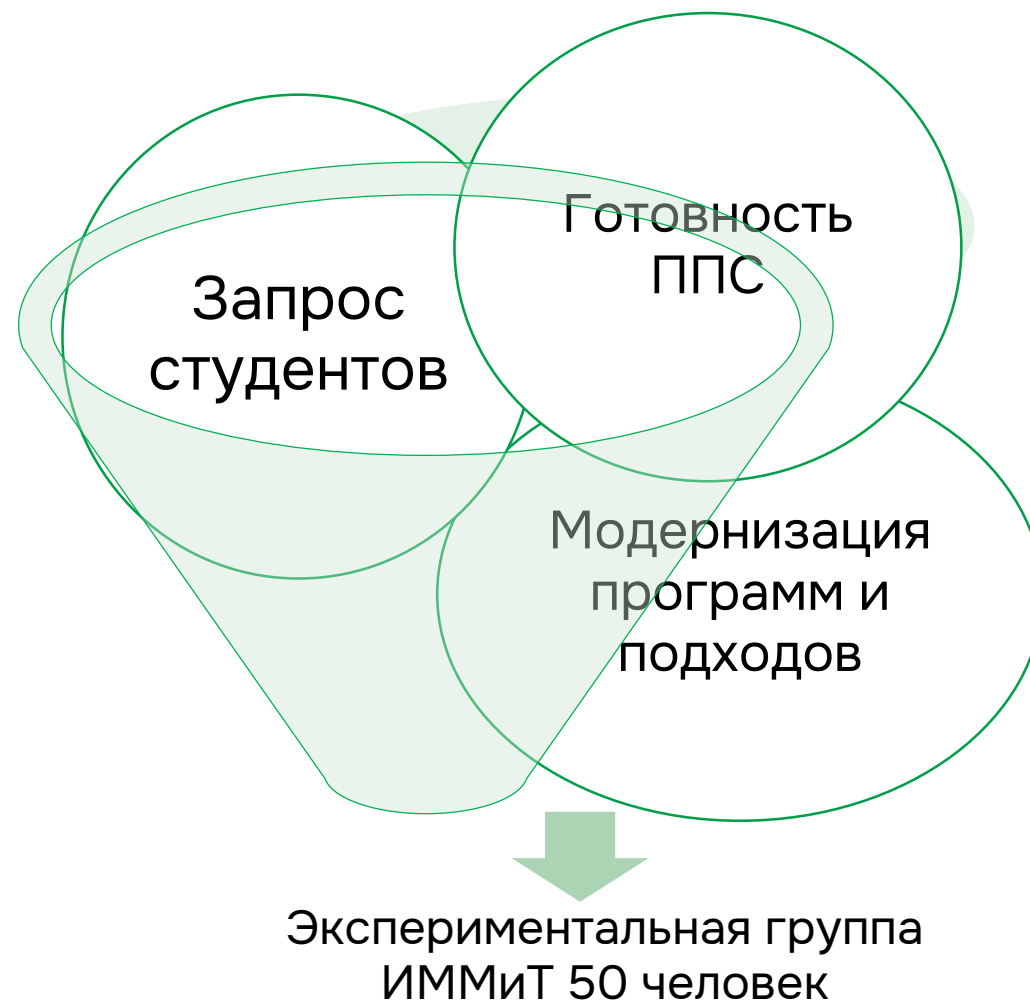 Готовность
ППС
Запрос
студентов
Модернизация
программ и
подходов
Экспериментальная группа
ИММиТ 50 человек